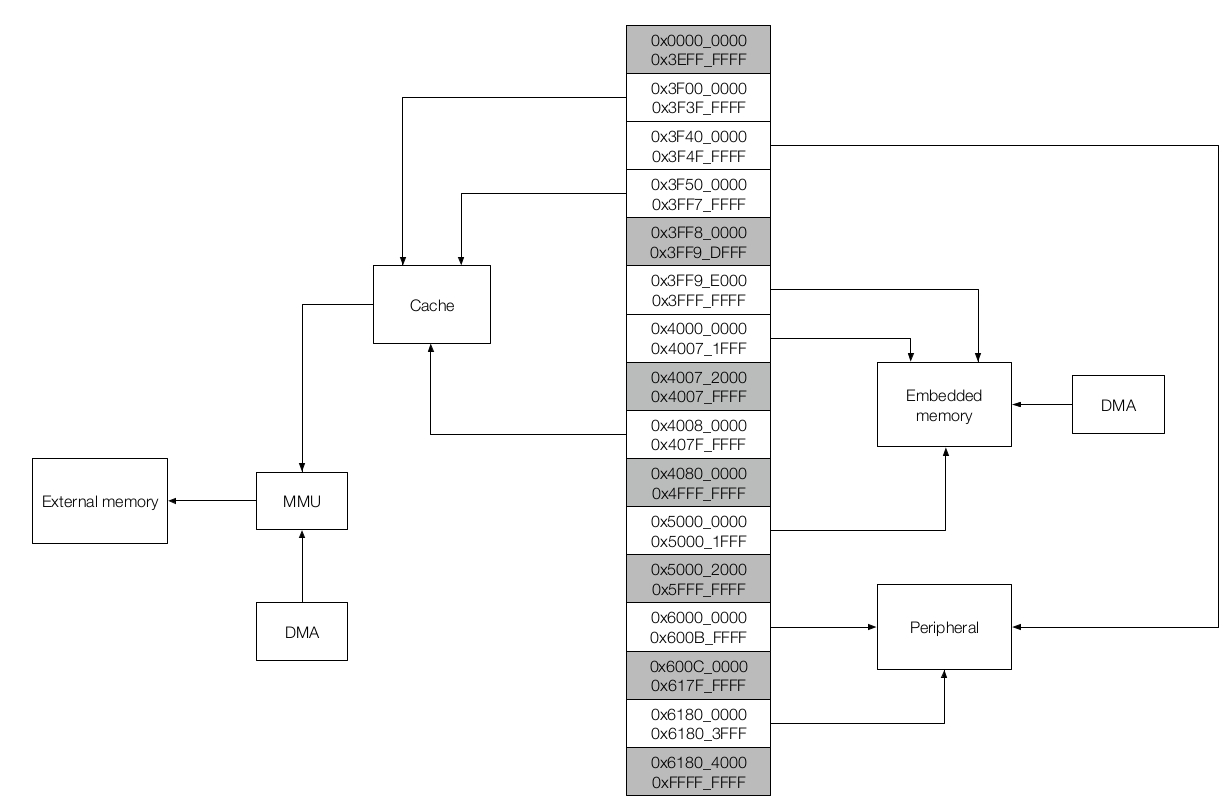 0x0000_0000
0x3EFF_FFFF
0x3F00_0000
0x3F3F_FFFF
0x3F40_0000
0x3F4F_FFFF
0x3F50_0000
0x3FF7_FFFF
0x3FF8_0000
0x3FF9_DFFF
0x3FF9_E000
0x3FFF_FFFF
0x4000_0000
0x4007_1FFF
0x4007_2000
0x4007_FFFF
0x4008_0000
0x407F_FFFF
0x4080_0000
0x4FFF_FFFF
0x5000_0000
0x5000_1FFF
0x5000_2000
0x5FFF_FFFF
0x6000_0000
0x600B_FFFF
0x600C_0000
0x617F_FFFF
0x6180_0000
0x6180_3FFF
0x6180_4000
0xFFFF_FFFF
Cache
External memory
MMU
DMA
Embedded
memory
DMA
Peripheral